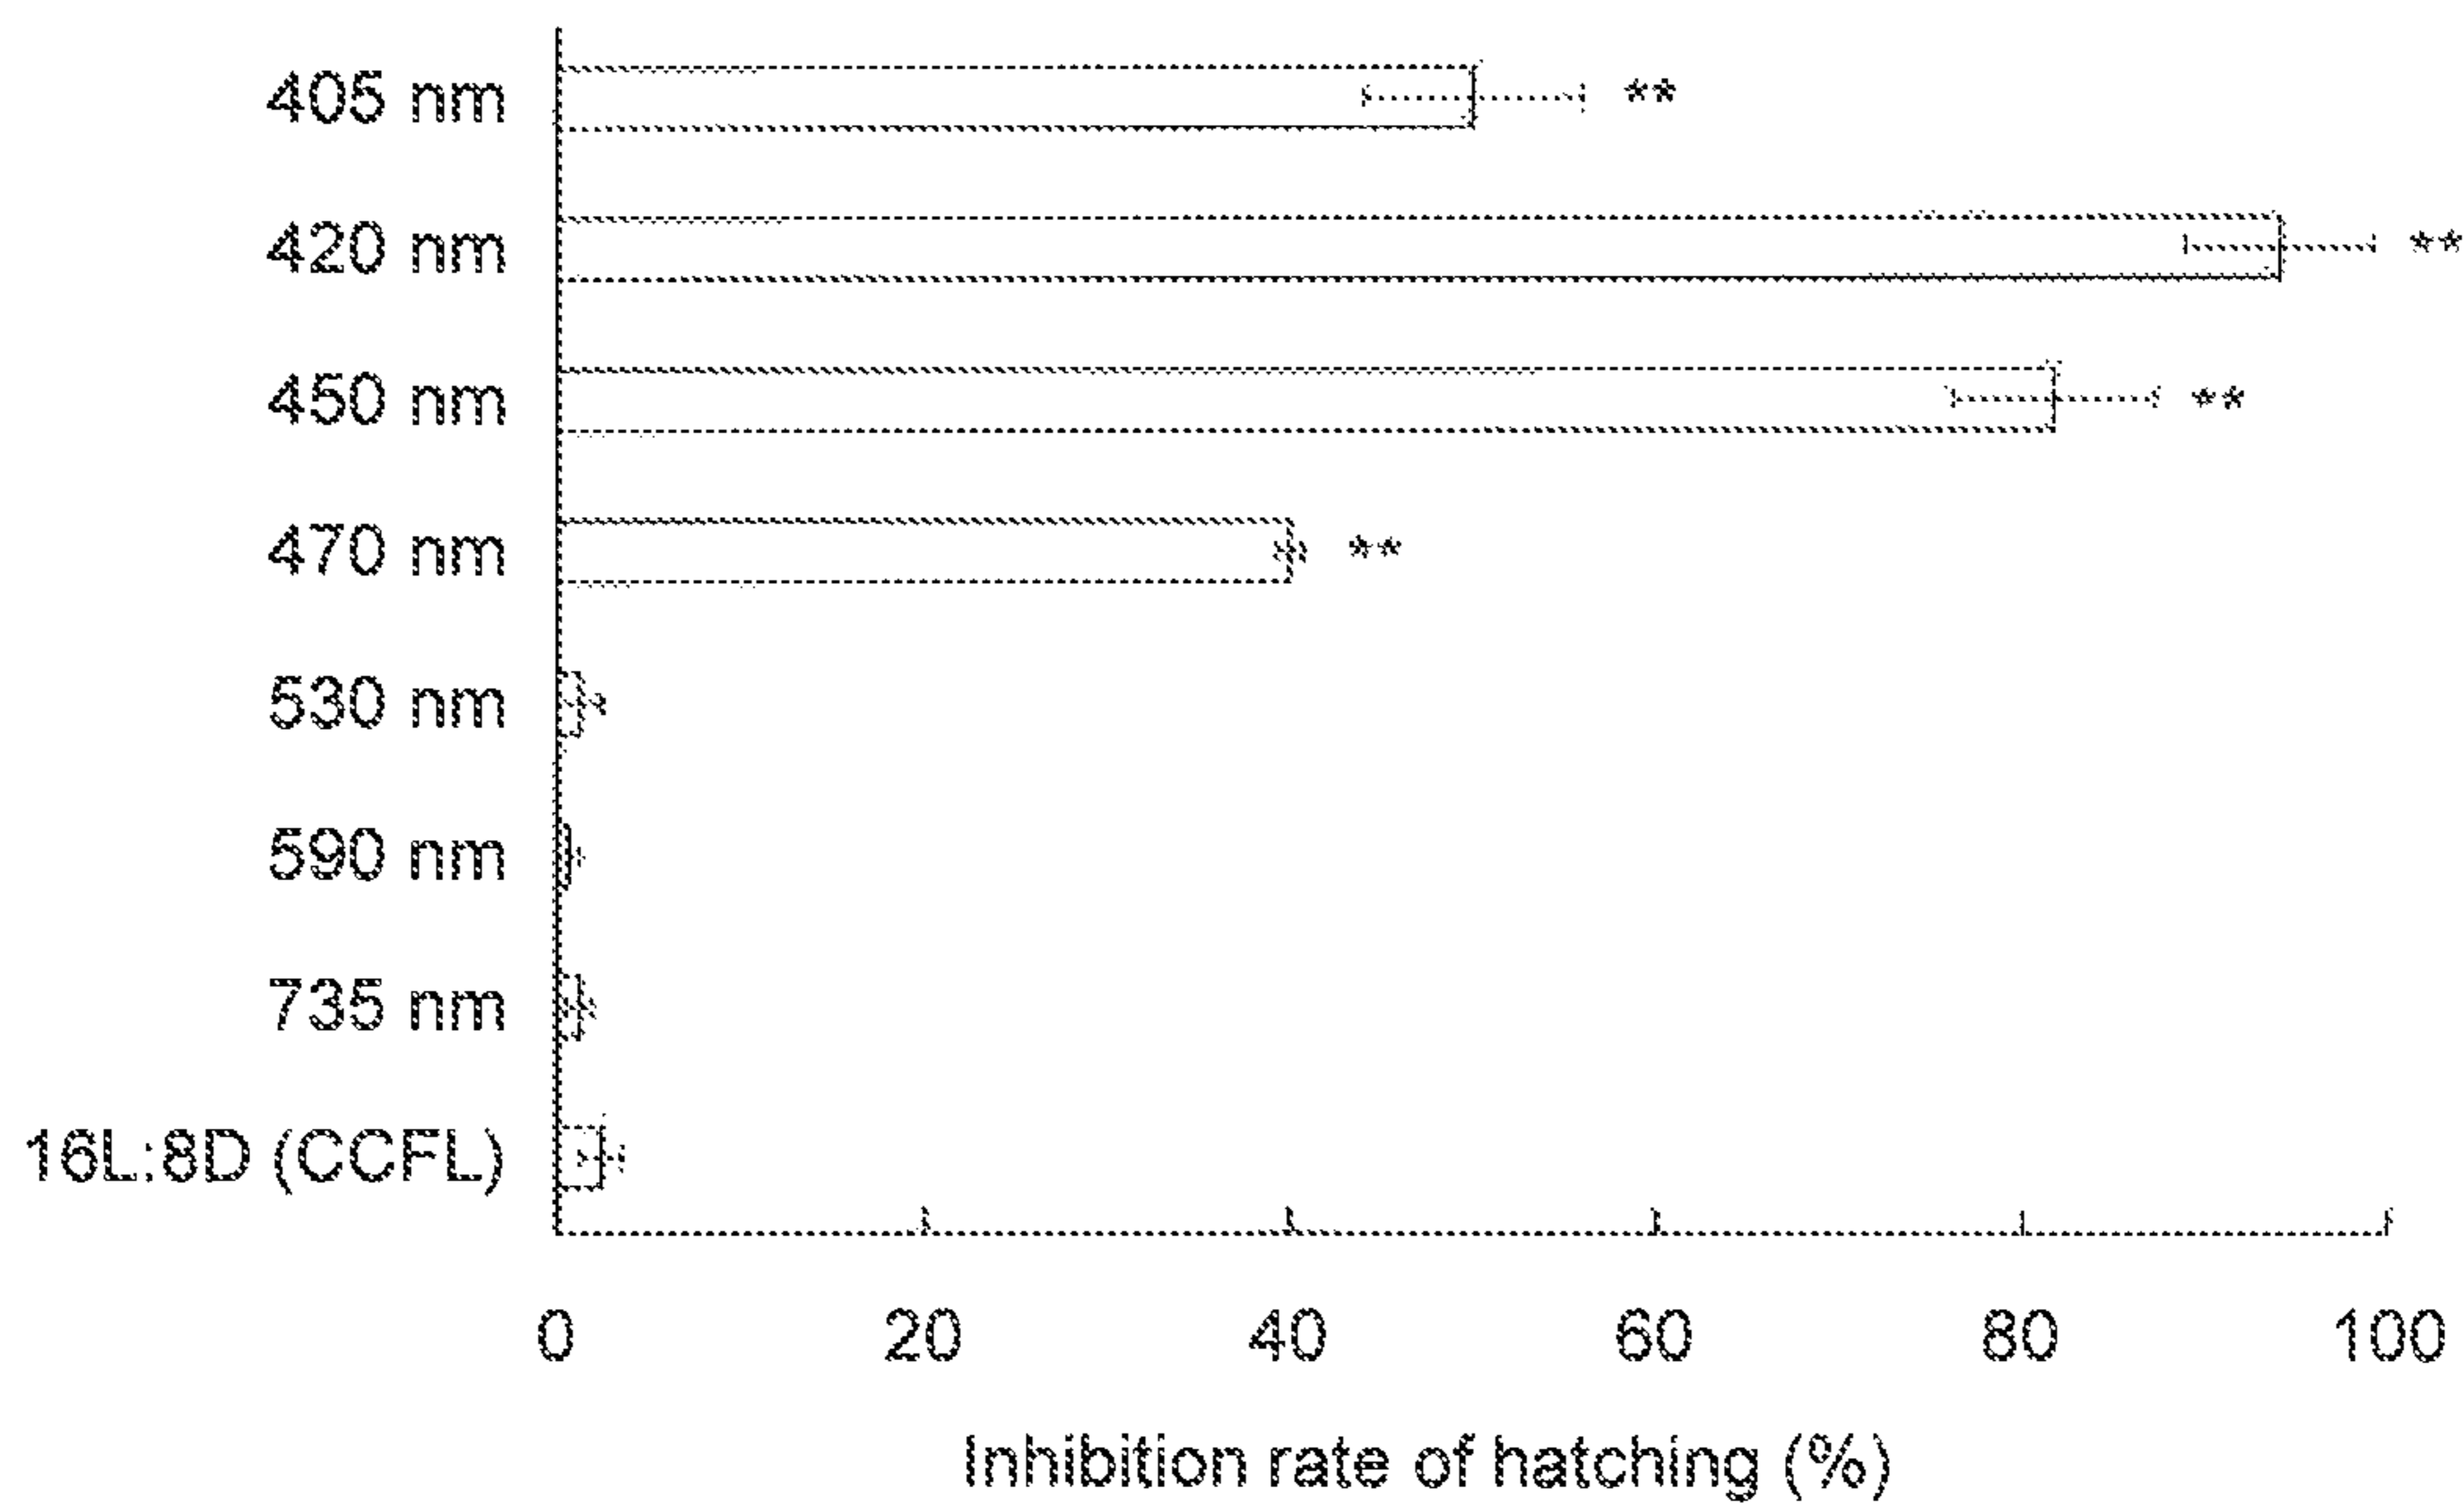 405 nm
**
420 nm
**
450 nm
**
470 nm
**
530 nm
590 nm
735 nm
16L:8D (CCFL)
0 20 40 60 80 100
Inhibition rate of hatching (%)